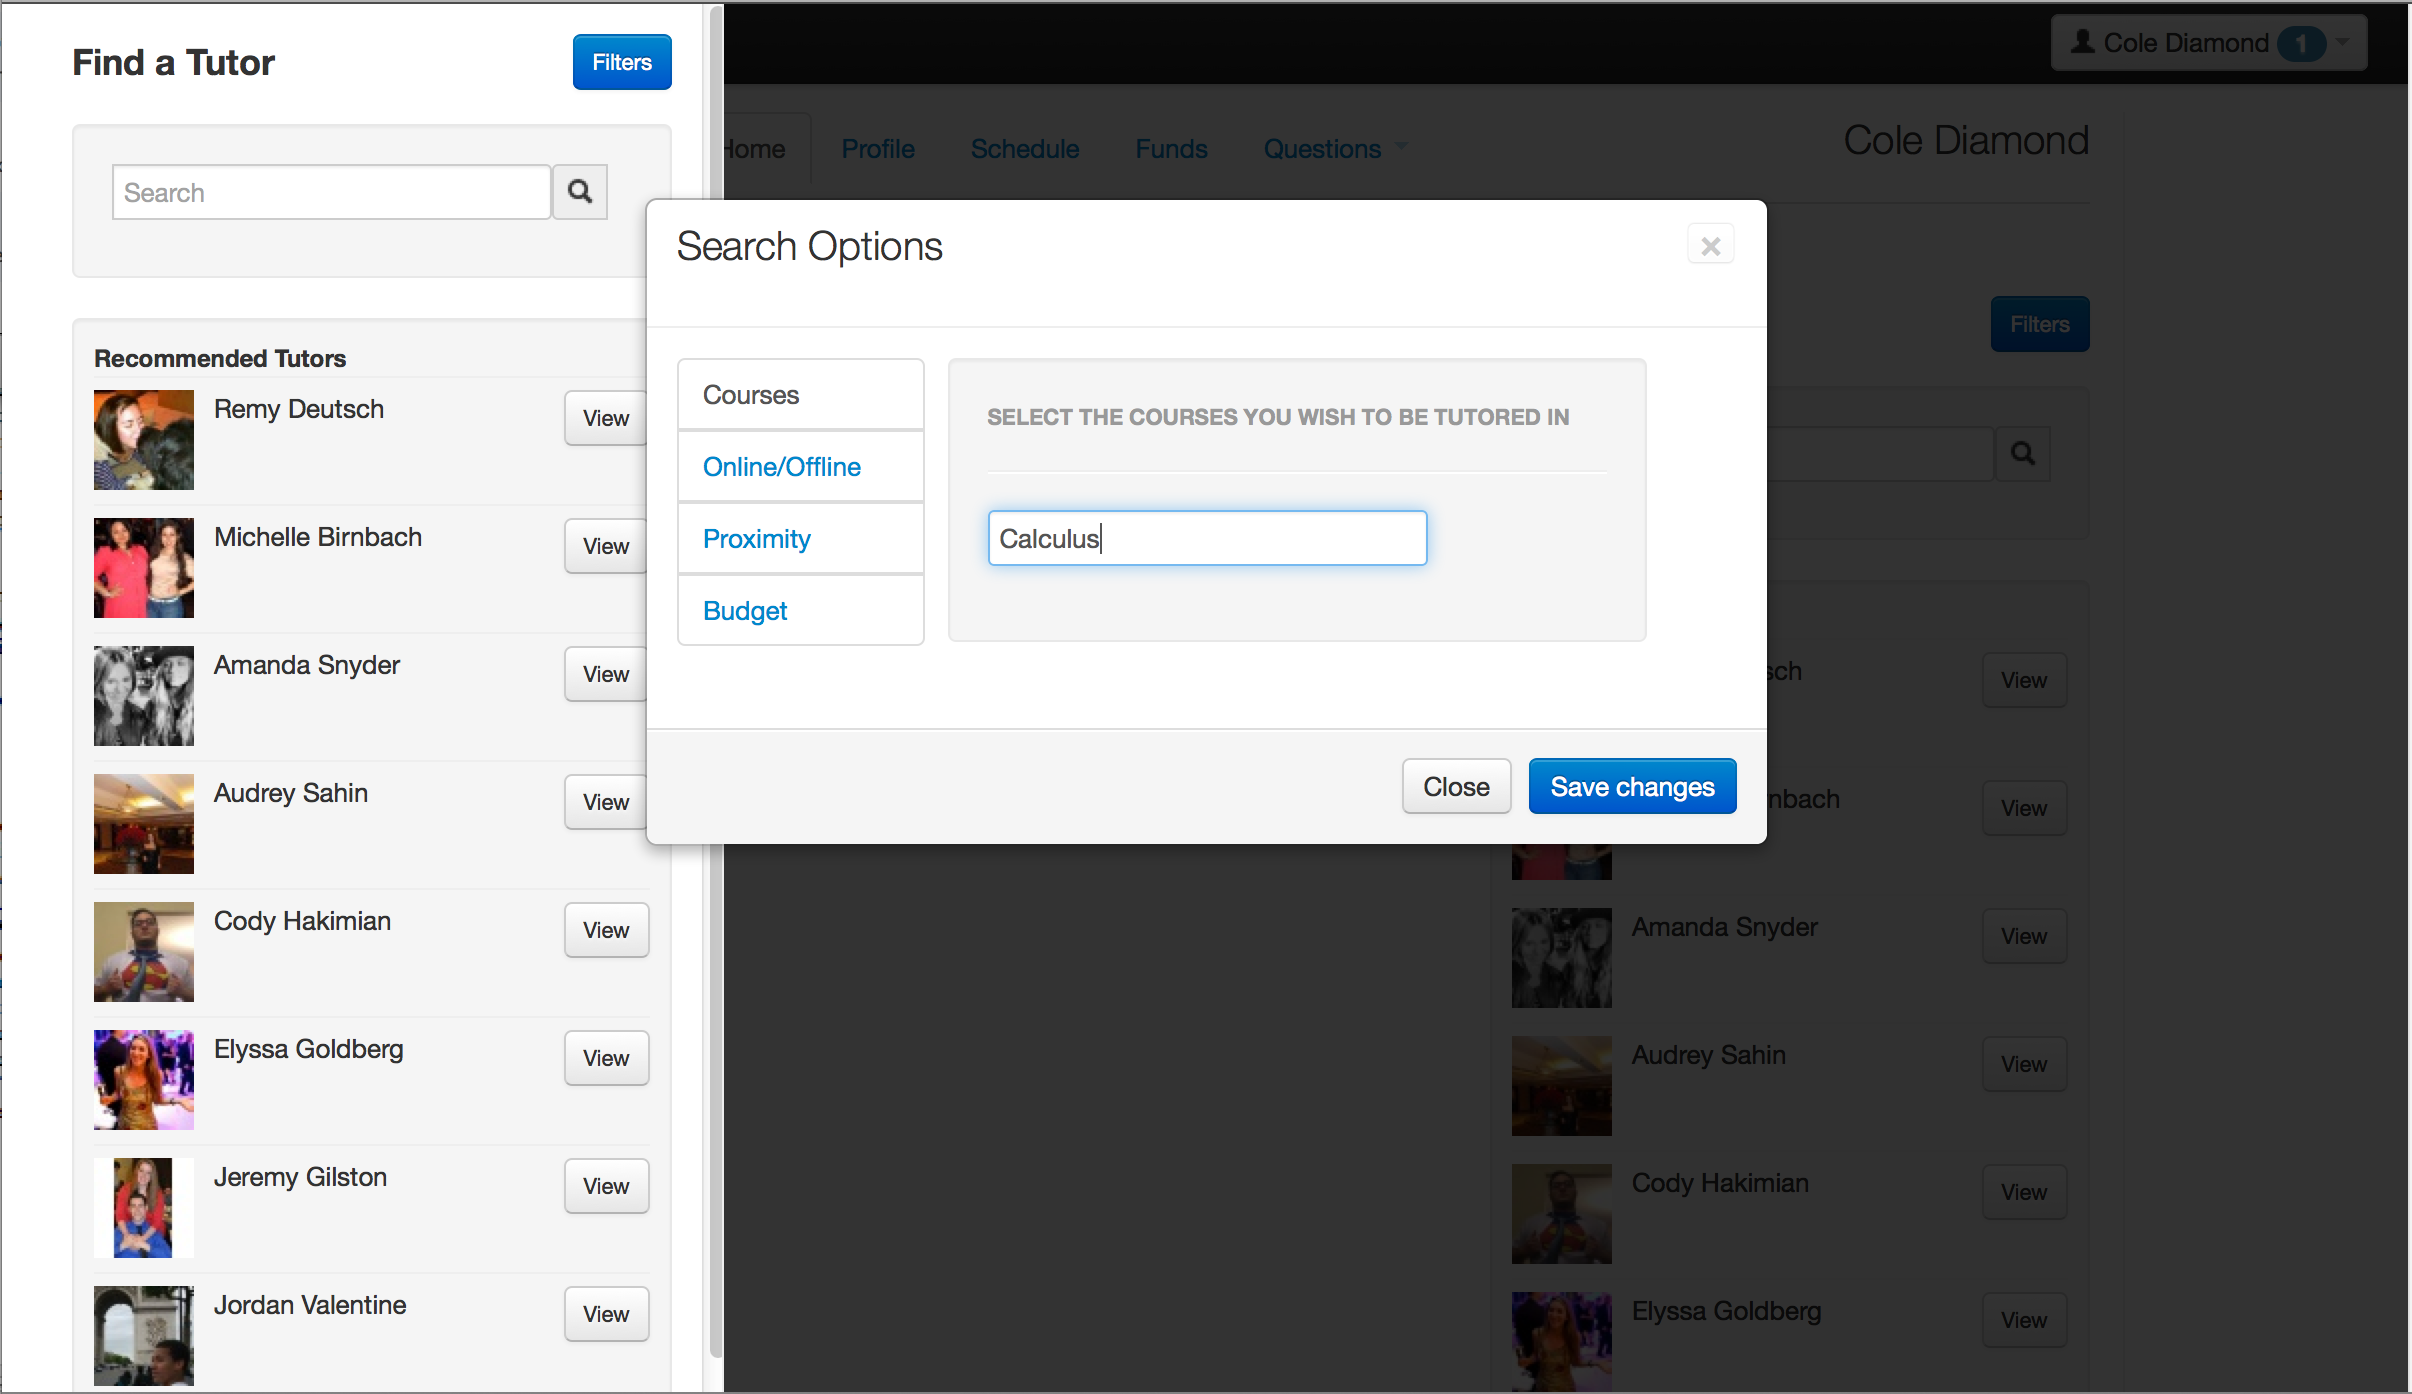 Find a Tutor
Filters
Search
Recommended Tutors
Remy Deutsch
View
Michelle Birnbach
View
Amanda Snyder
View
Audrey Sahin
View
Cody Hakimian
View
Elyssa Goldberg
View
Jeremy Gilston
View
Jordan Valentine
View
Cole Diamond 1
Home Profile Schedule Funds Questions
Cole Diamond
Search Options
×
Courses
Online/Offline
Proximity
Budget
SELECT THE COURSES YOU WISH TO BE TUTORED IN
Calculus
Close
Save changes
Filters
sch
View
nbach
View
Amanda Snyder
View
Audrey Sahin
View
Cody Hakimian
View
Elyssa Goldberg
View